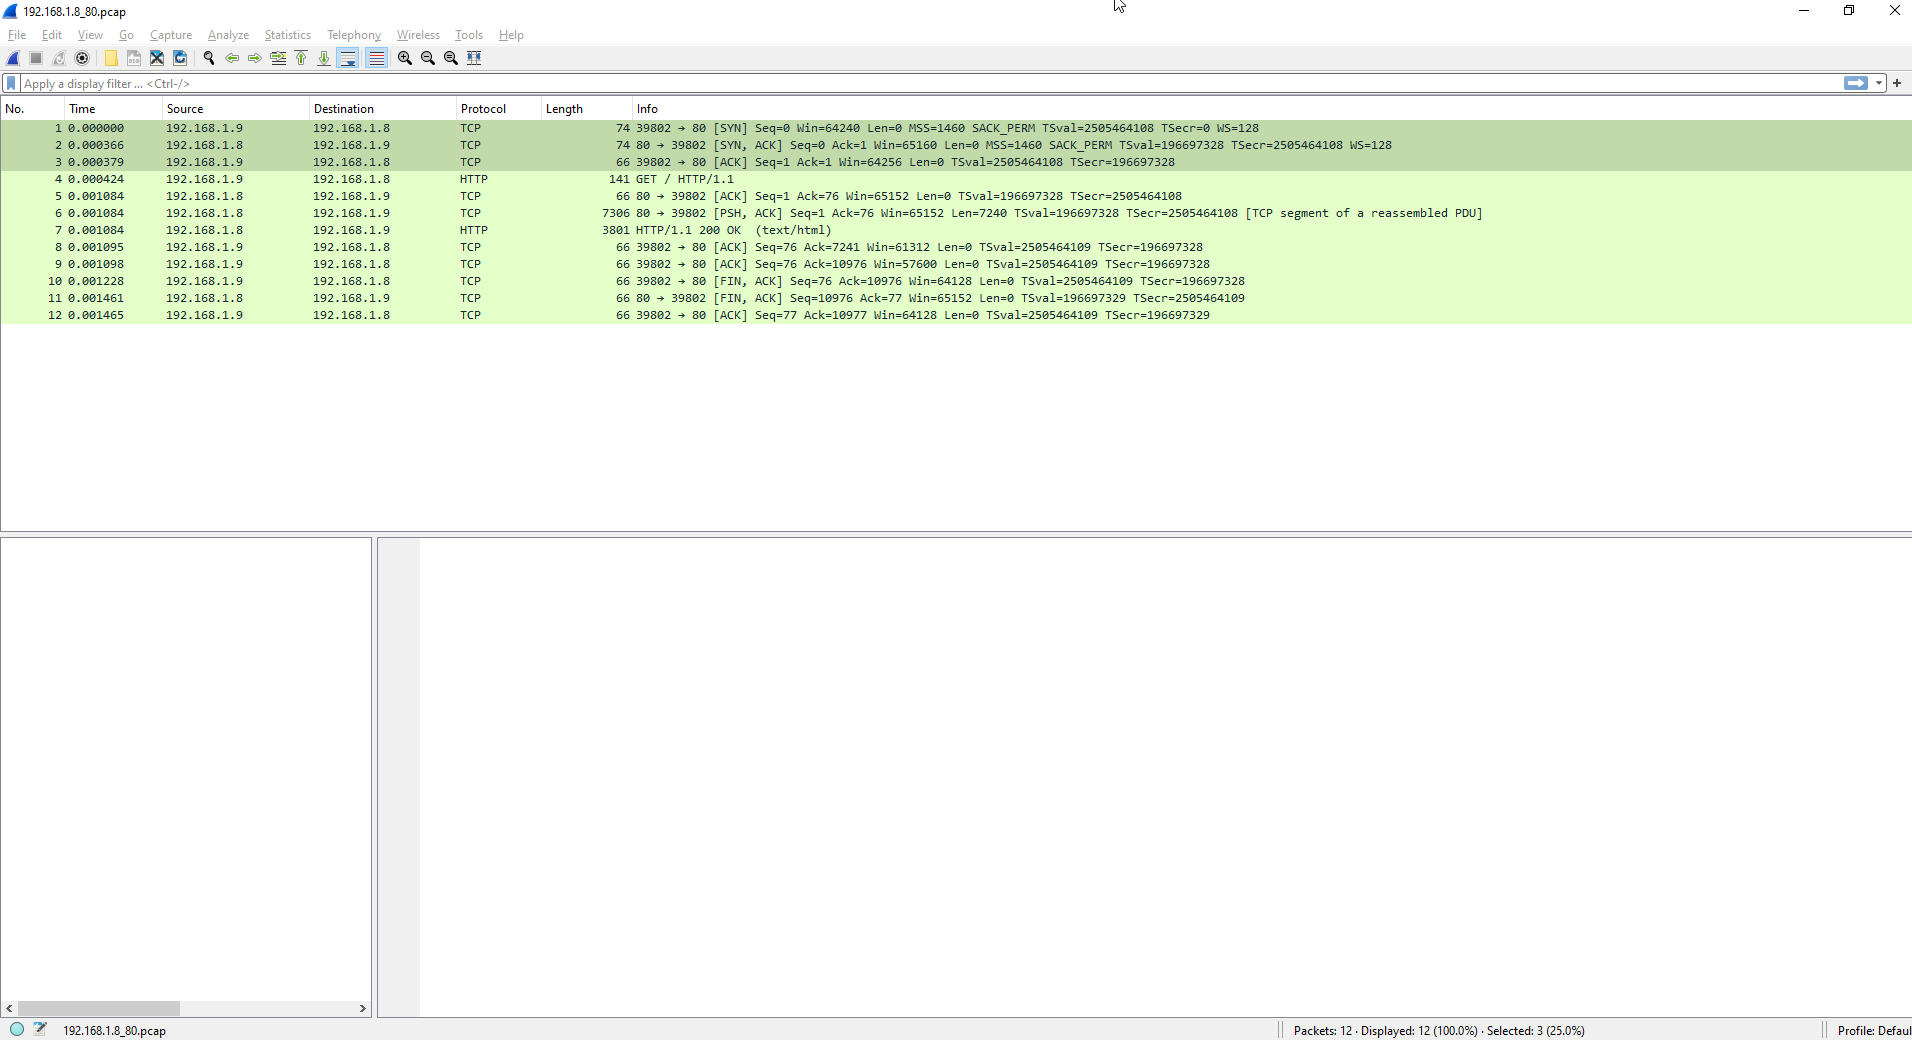 192.168.1.8_80.pcap
File Edit View Go Capture Analyze Statistics Telephony Wireless Tools Help
Apply a display filter ... <Ctrl-/>
No. Time Source Destination Protocol Length Info
1 0.000000 192.168.1.9 192.168.1.8 TCP 74 39802 → 80 [SYN] Seq=0 Win=64240 Len=0 MSS=1460 SACK_PERM TSval=2505464108 TSecr=0 WS=128
2 0.000366 192.168.1.8 192.168.1.9 TCP 74 80 → 39802 [SYN, ACK] Seq=0 Ack=1 Win=65160 Len=0 MSS=1460 SACK_PERM TSval=196697328 TSecr=2505464108 WS=128
3 0.000379 192.168.1.9 192.168.1.8 TCP 66 39802 → 80 [ACK] Seq=1 Ack=1 Win=64256 Len=0 TSval=2505464108 TSecr=196697328
4 0.000424 192.168.1.9 192.168.1.8 HTTP 141 GET / HTTP/1.1
5 0.001084 192.168.1.8 192.168.1.9 TCP 66 80 → 39802 [ACK] Seq=1 Ack=76 Win=65152 Len=0 TSval=196697328 TSecr=2505464108
6 0.001084 192.168.1.8 192.168.1.9 TCP 7306 80 → 39802 [PSH, ACK] Seq=1 Ack=76 Win=65152 Len=7240 TSval=196697328 TSecr=2505464108 [TCP segment of a reassembled PDU]
7 0.001084 192.168.1.8 192.168.1.9 HTTP 3801 HTTP/1.1 200 OK (text/html)
8 0.001095 192.168.1.9 192.168.1.8 TCP 66 39802 → 80 [ACK] Seq=76 Ack=7241 Win=61312 Len=0 TSval=2505464109 TSecr=196697328
9 0.001098 192.168.1.9 192.168.1.8 TCP 66 39802 → 80 [ACK] Seq=76 Ack=10976 Win=57600 Len=0 TSval=2505464109 TSecr=196697328
10 0.001228 192.168.1.9 192.168.1.8 TCP 66 39802 → 80 [FIN, ACK] Seq=76 Ack=10976 Win=64128 Len=0 TSval=2505464109 TSecr=196697328
11 0.001461 192.168.1.8 192.168.1.9 TCP 66 80 → 39802 [FIN, ACK] Seq=10976 Ack=77 Win=65152 Len=0 TSval=196697329 TSecr=2505464109
12 0.001465 192.168.1.9 192.168.1.8 TCP 66 39802 → 80 [ACK] Seq=77 Ack=10977 Win=64128 Len=0 TSval=2505464109 TSecr=196697329
192.168.1.8_80.pcap
Packets: 12 · Displayed: 12 (100.0%) · Selected: 3 (25.0%)
Profile: Defaul